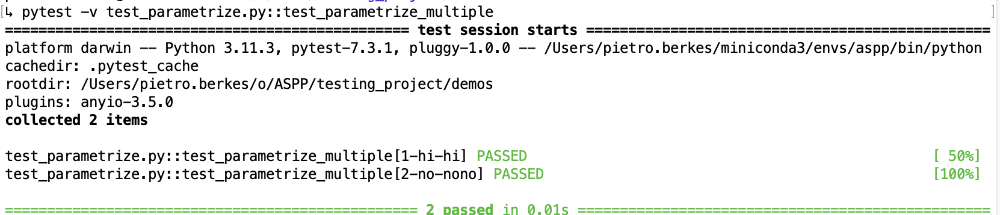 ↳ pytest -v test_parametrize.py::test_parametrize_multiple
================================================ test session starts ================================================
platform darwin -- Python 3.11.3, pytest-7.3.1, pluggy-1.0.0 -- /Users/pietro.berkes/miniconda3/envs/aspp/bin/python
cachedir: .pytest_cache
rootdir: /Users/pietro.berkes/o/ASPP/testing_project/demos
plugins: anyio-3.5.0
collected 2 items
test_parametrize.py::test_parametrize_multiple[1-hi-hi] PASSED [ 50%]
test_parametrize.py::test_parametrize_multiple[2-no-nono] PASSED [100%]
================================================= 2 passed in 0.01s =================================================